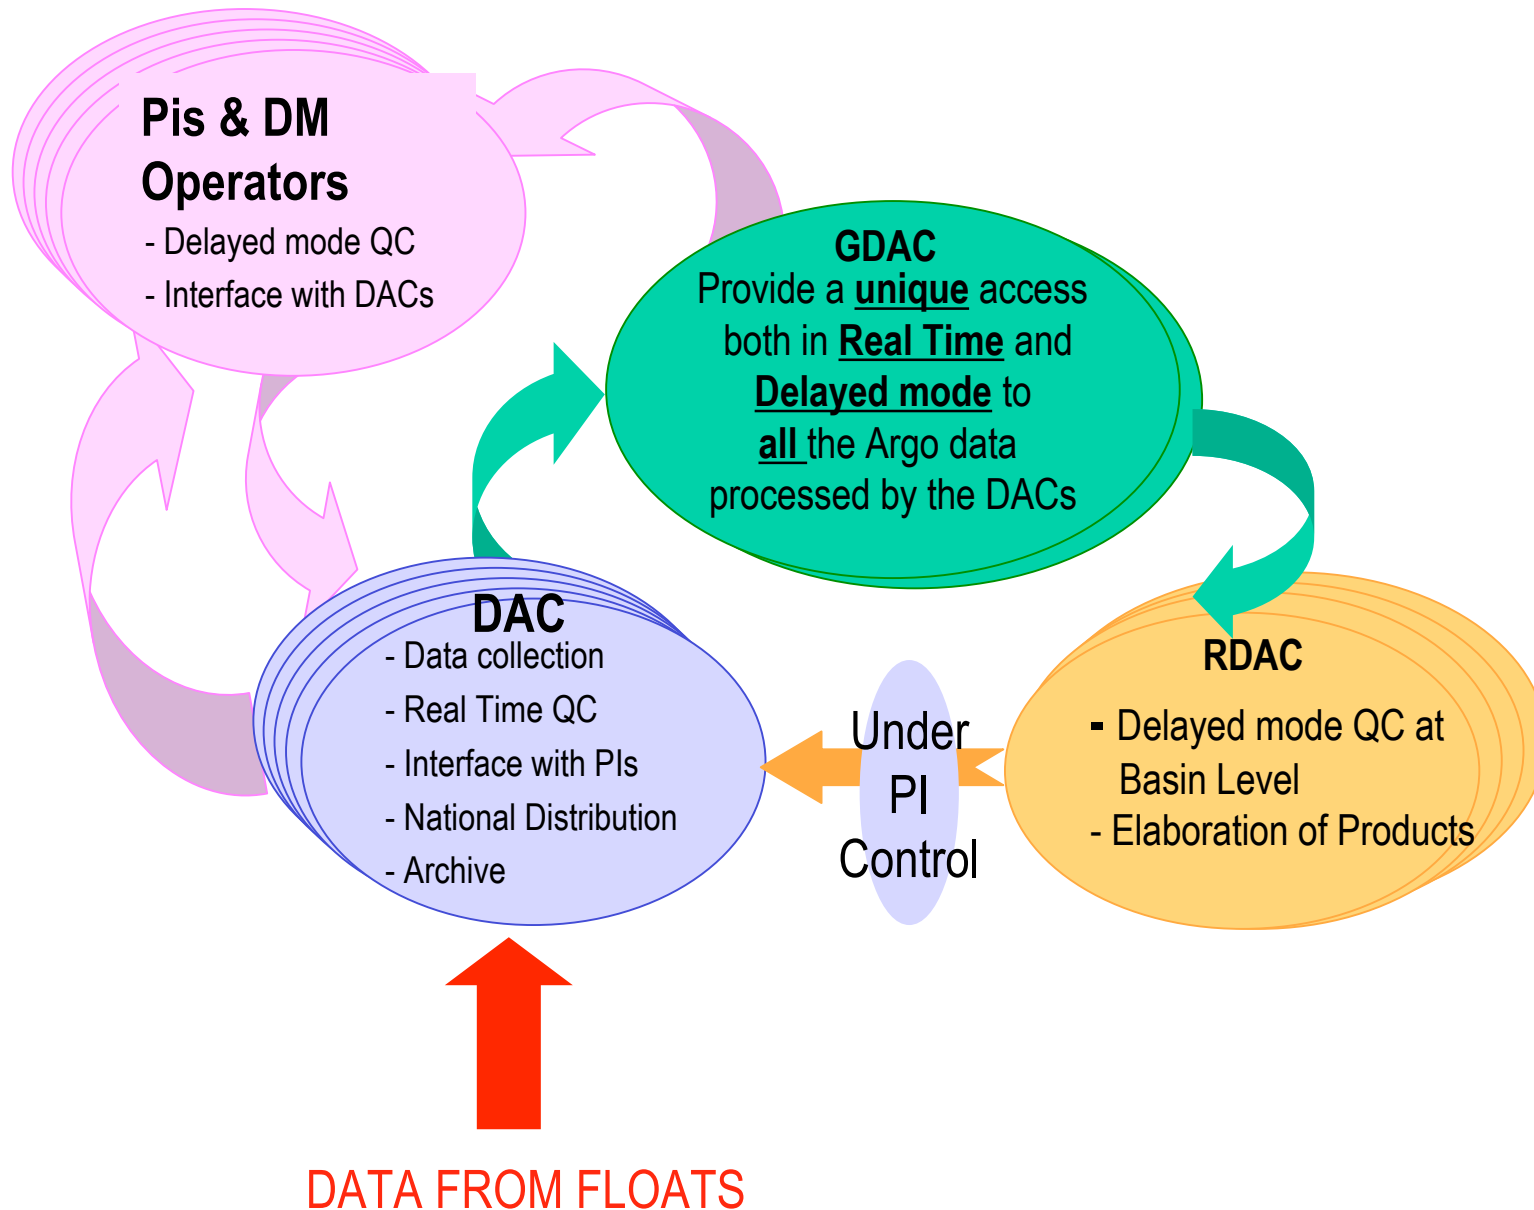 Pis & DM
Operators
- Delayed mode QC
- Interface with DACs
GDAC
Provide a unique access
both in Real Time and
Delayed mode to
all the Argo data
processed by the DACs
DAC
- Data collection
- Real Time QC
- Interface with PIs
- National Distribution
- Archive
Under
PI
Control
RDAC
- Delayed mode QC at
Basin Level
- Elaboration of Products
DATA FROM FLOATS